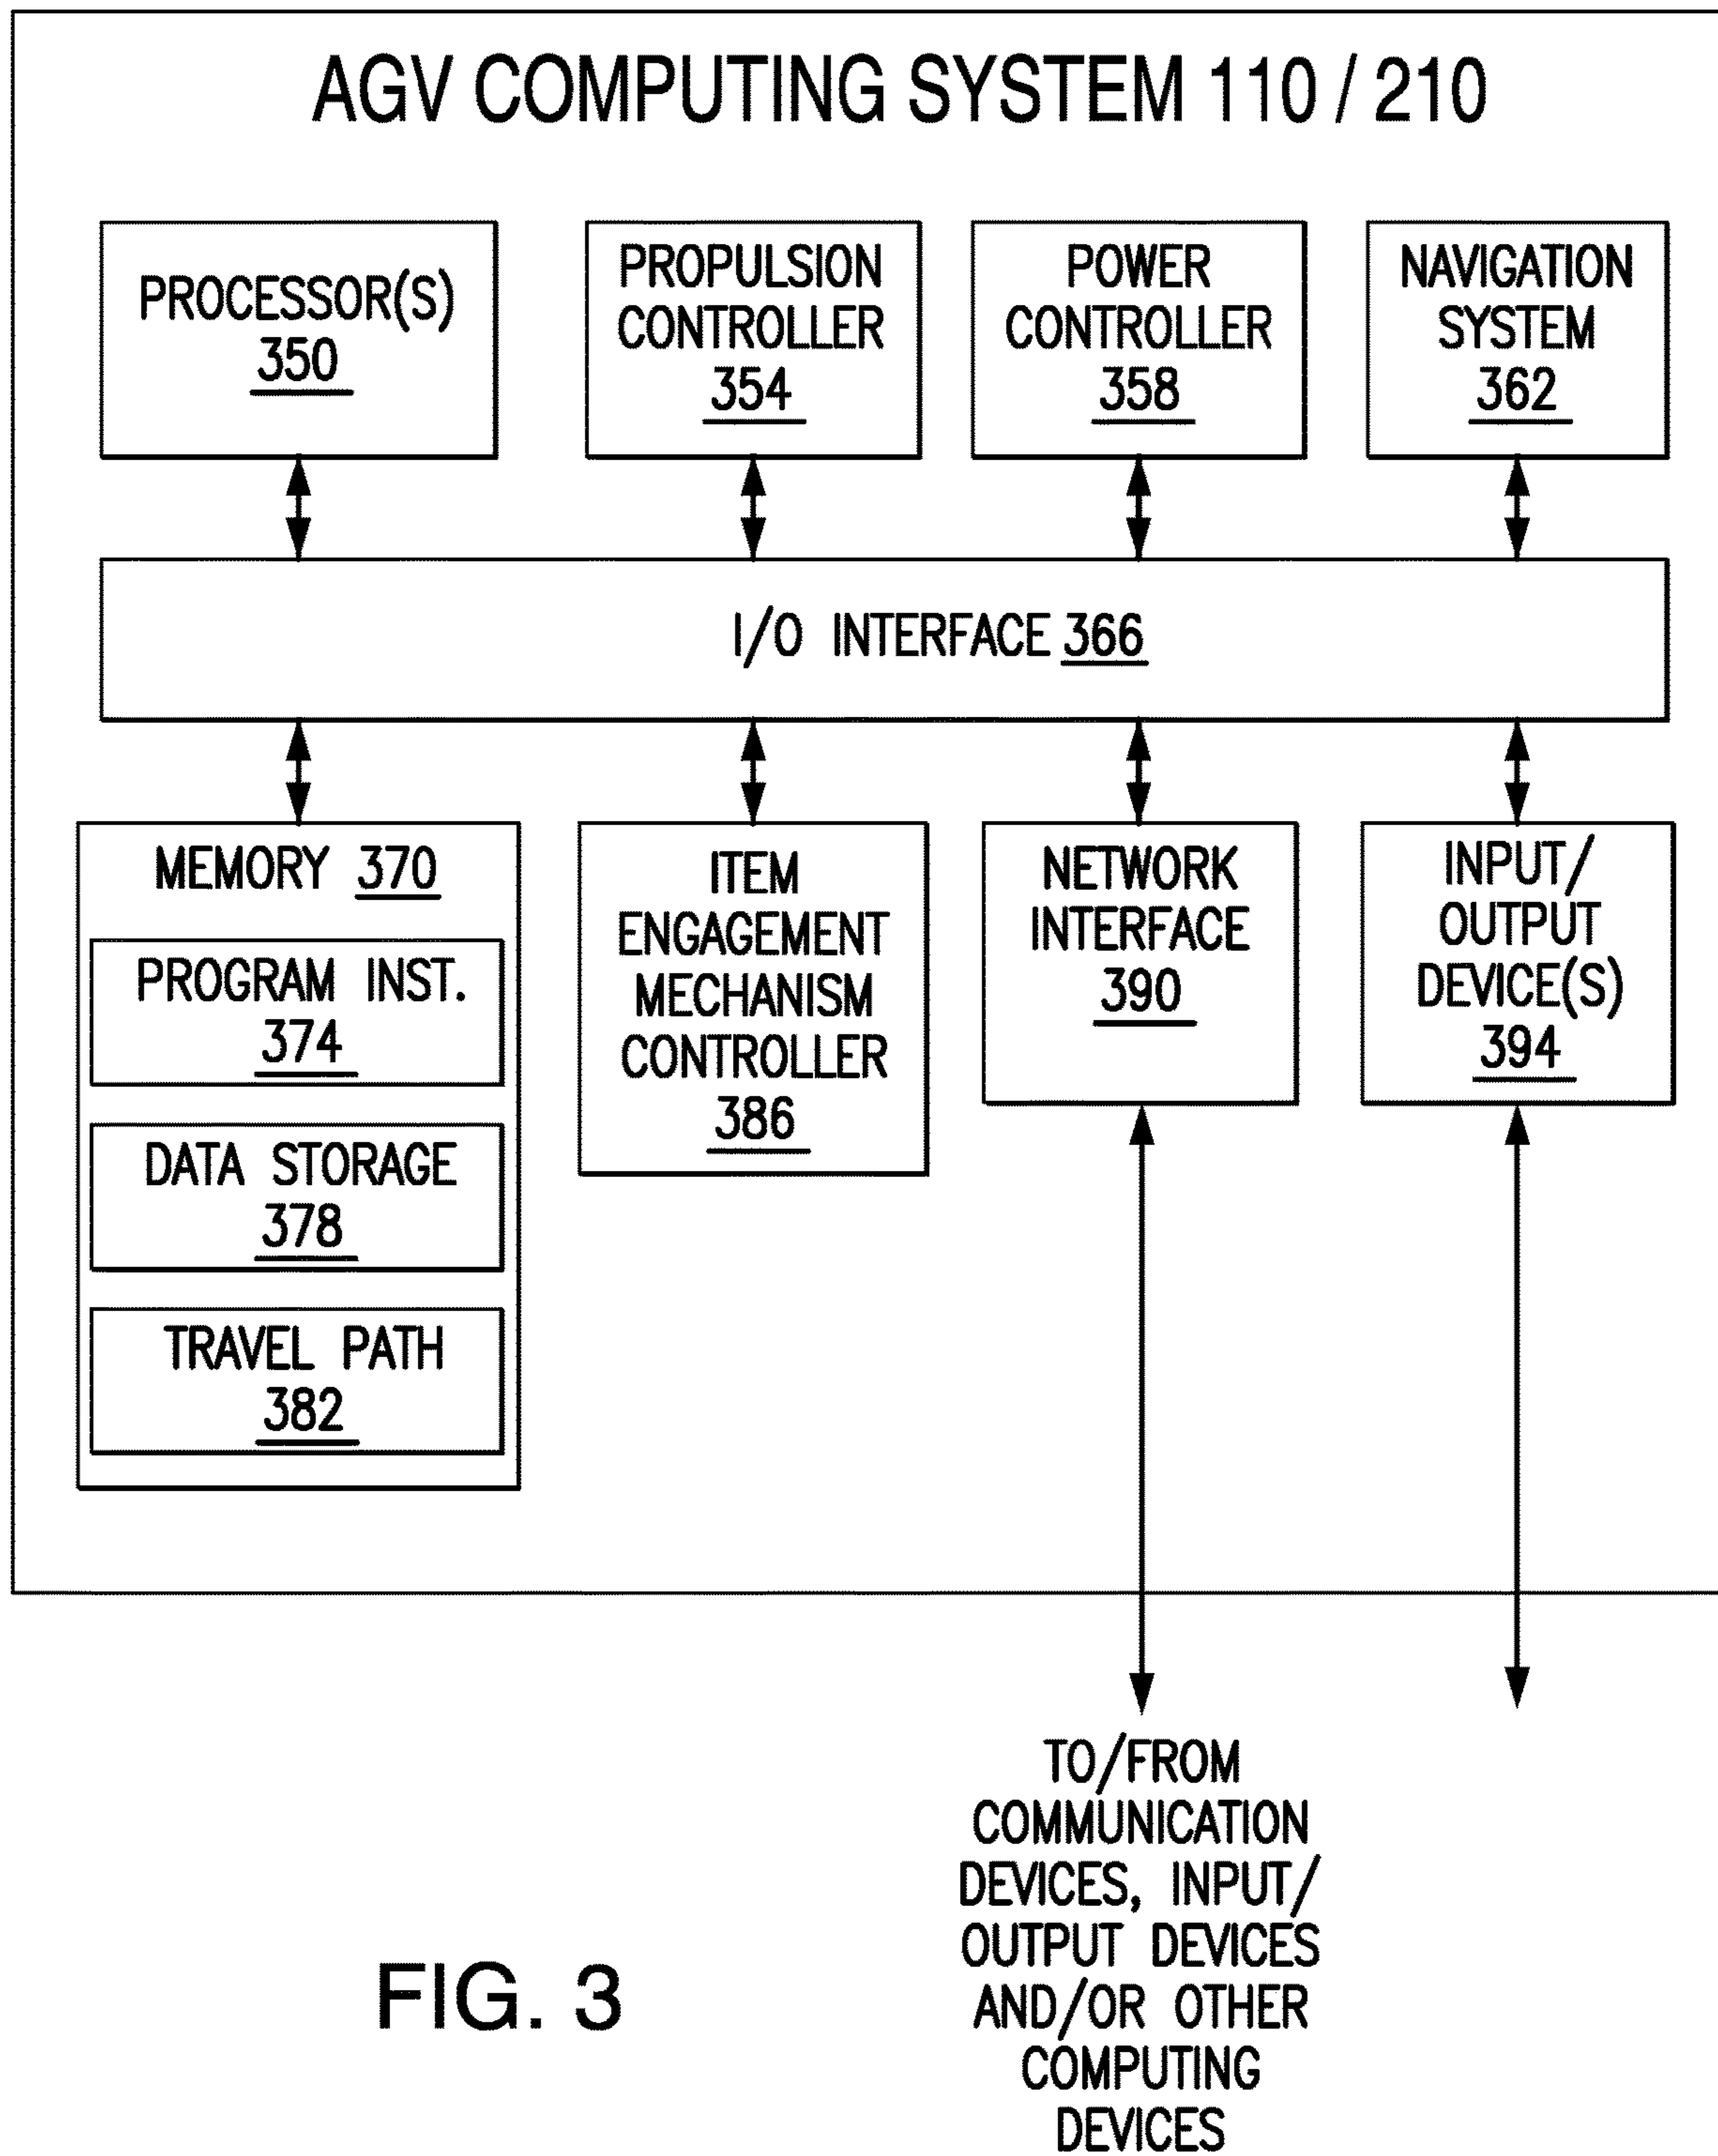 AGV COMPUTING SYSTEM 110 / 210
PROCESSOR(S)
350
PROPULSION
CONTROLLER
354
POWER
CONTROLLER
358
NAVIGATION
SYSTEM
362
I/O INTERFACE 366
MEMORY 370
PROGRAM INST.
374
DATA STORAGE
378
TRAVEL PATH
382
ITEM
ENGAGEMENT
MECHANISM
CONTROLLER
386
NETWORK
INTERFACE
390
INPUT/
OUTPUT
DEVICE(S)
394
TO/FROM
COMMUNICATION
DEVICES, INPUT/
OUTPUT DEVICES
AND/OR OTHER
COMPUTING
DEVICES
FIG. 3